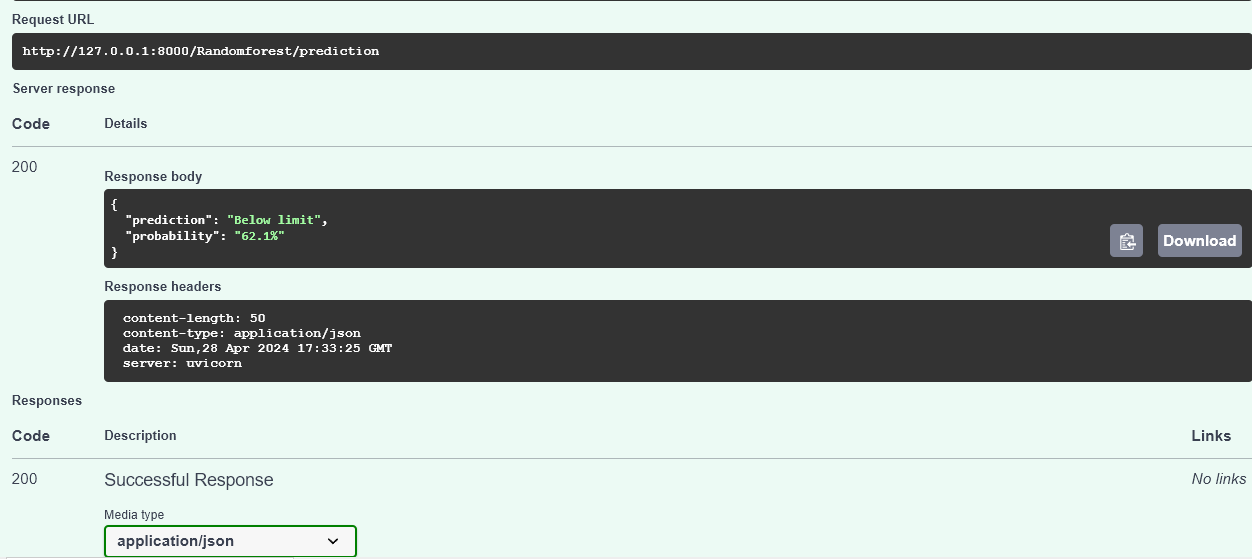 Request URL
http://127.0.0.1:8000/Randomforest/prediction
Server response
Code Details
200
Response body
{
"prediction": "Below limit",
"probability": "62.1%"
}
Download
Response headers
content-length: 50
content-type: application/json
date: Sun,28 Apr 2024 17:33:25 GMT
server: uvicorn
Responses
Code Description Links
200 Successful Response No links
Media type
application/json